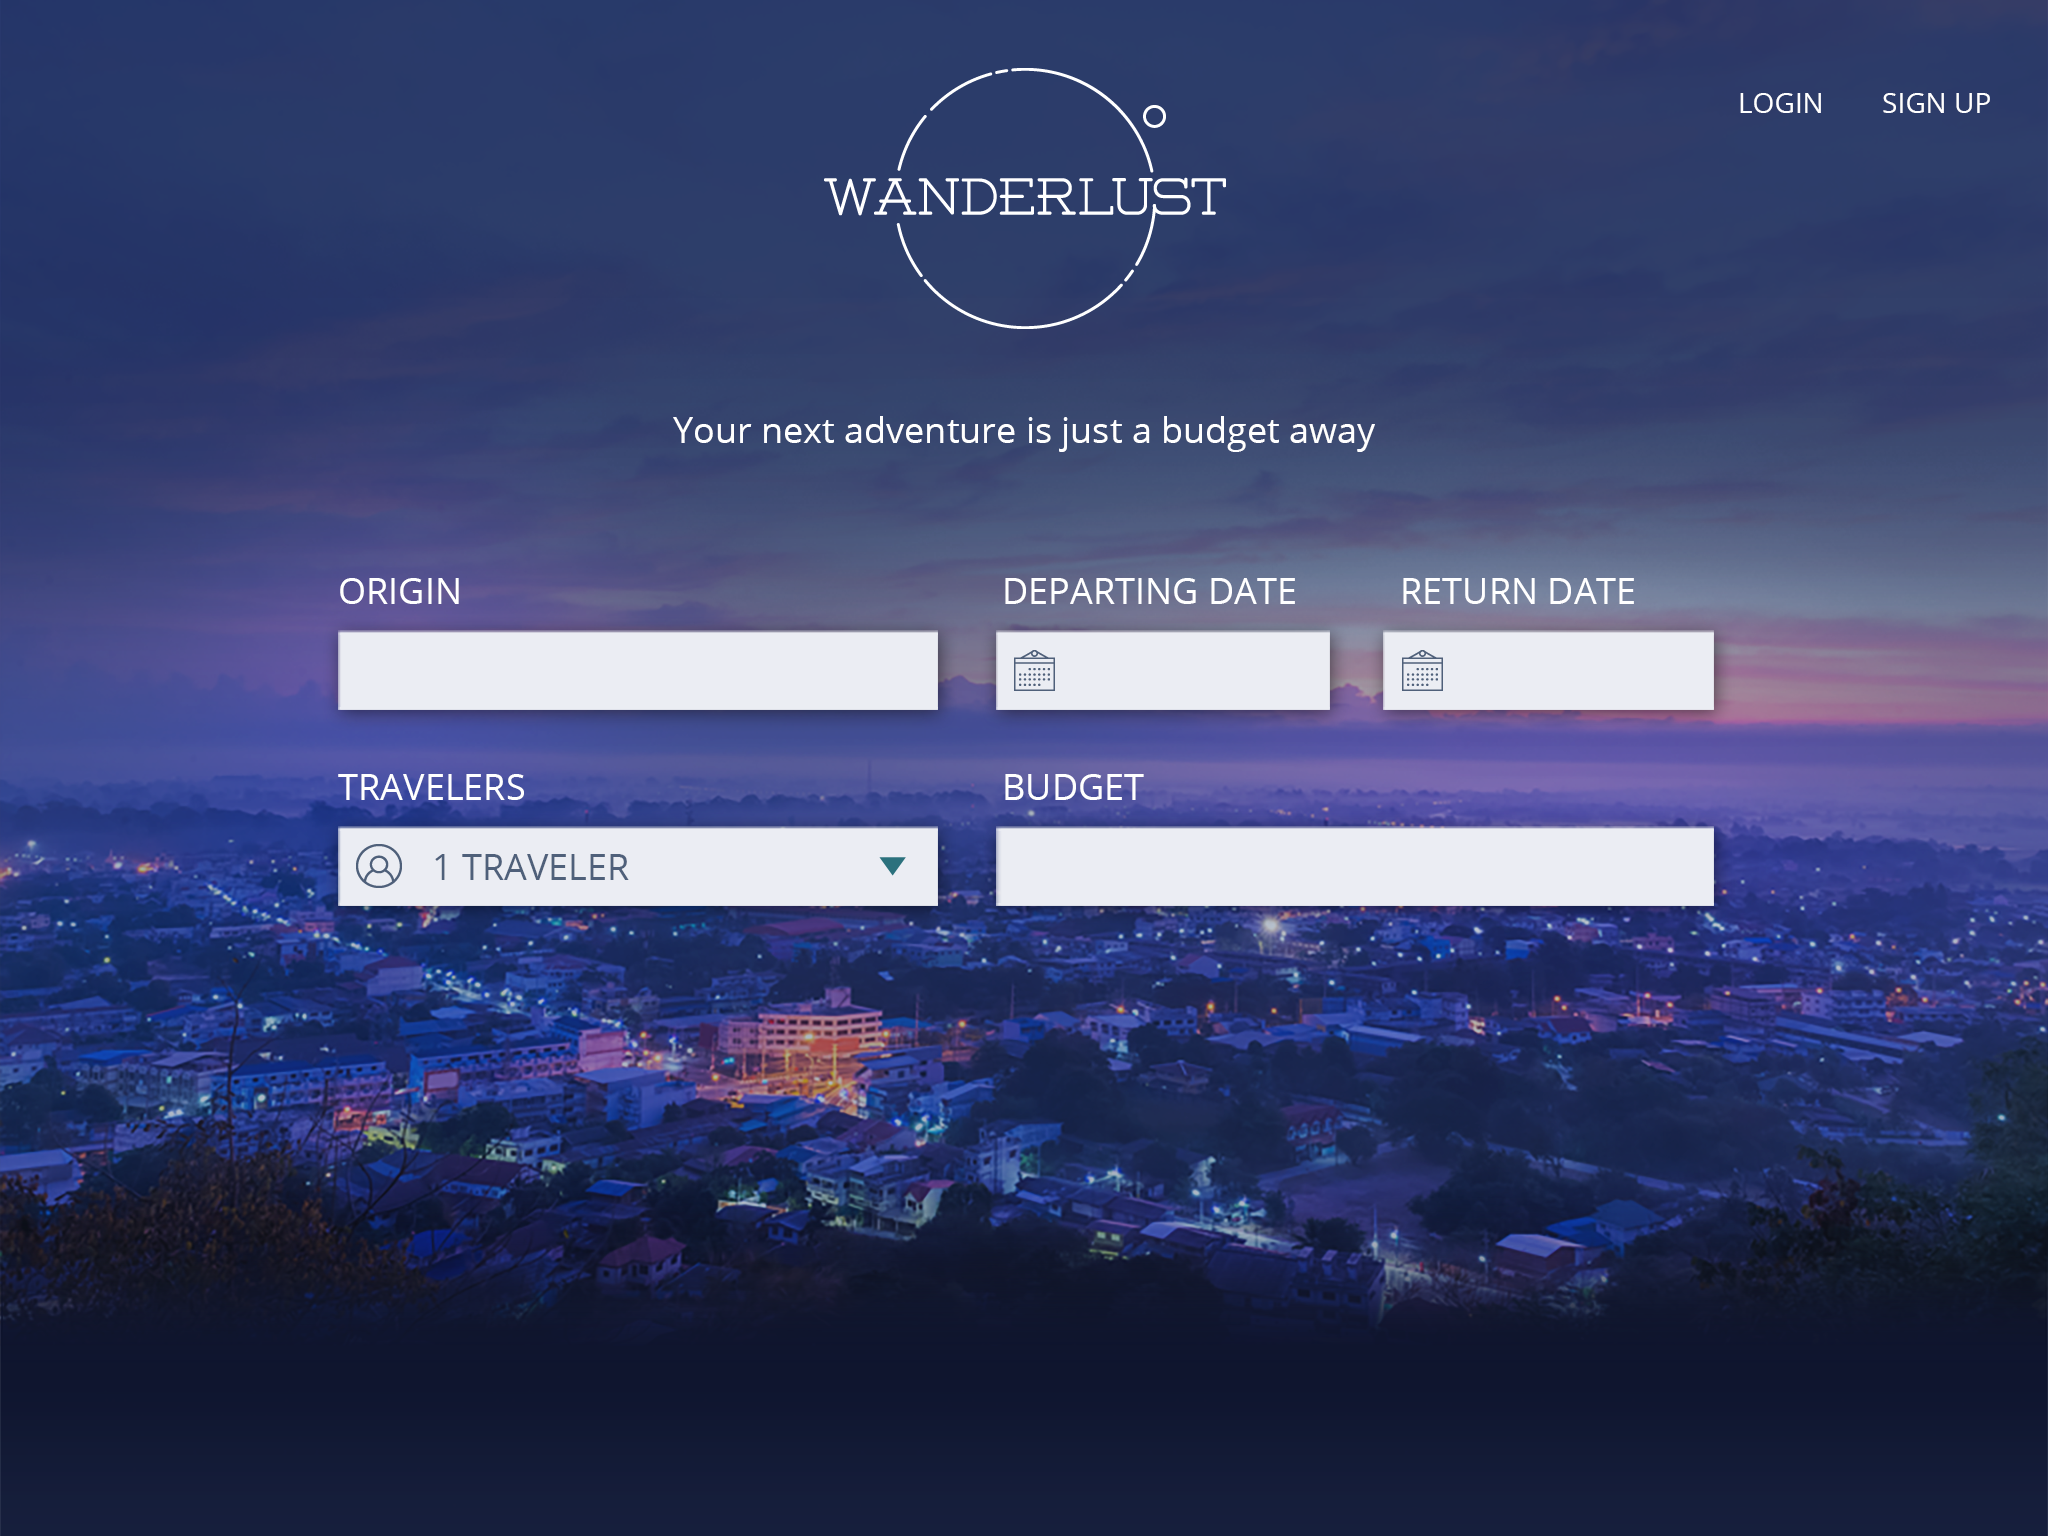 LOGIN SIGN UP
WANDERLUST
Your next adventure is just a budget away
ORIGIN DEPARTING DATE RETURN DATE
TRAVELERS BUDGET
1 TRAVELER